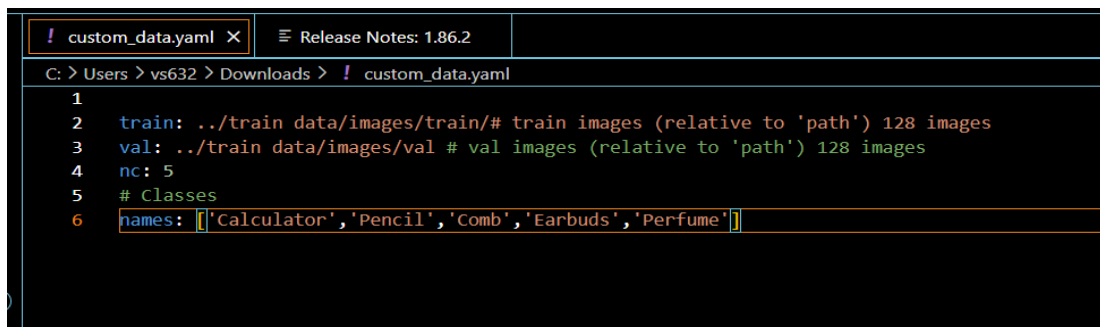 ! custom_data.yaml × Release Notes: 1.86.2
C: > Users > vs632 > Downloads > ! custom_data.yaml
1
2 train: ../train data/images/train/# train images (relative to 'path') 128 images
3 val: ../train data/images/val # val images (relative to 'path') 128 images
4 nc: 5
5 # Classes
6 names: ['Calculator','Pencil','Comb','Earbuds','Perfume']